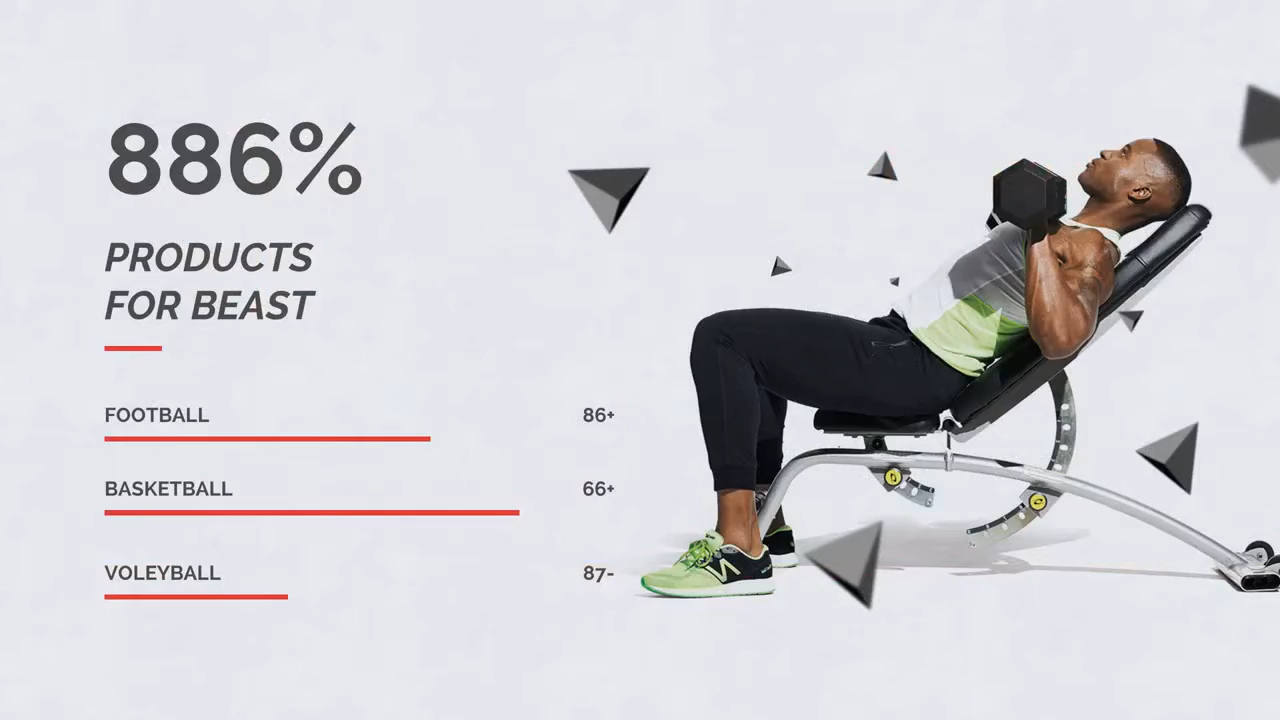 886%
PRODUCTS
FOR BEAST
FOOTBALL 86+
BASKETBALL 66+
VOLEYBALL 87-
N